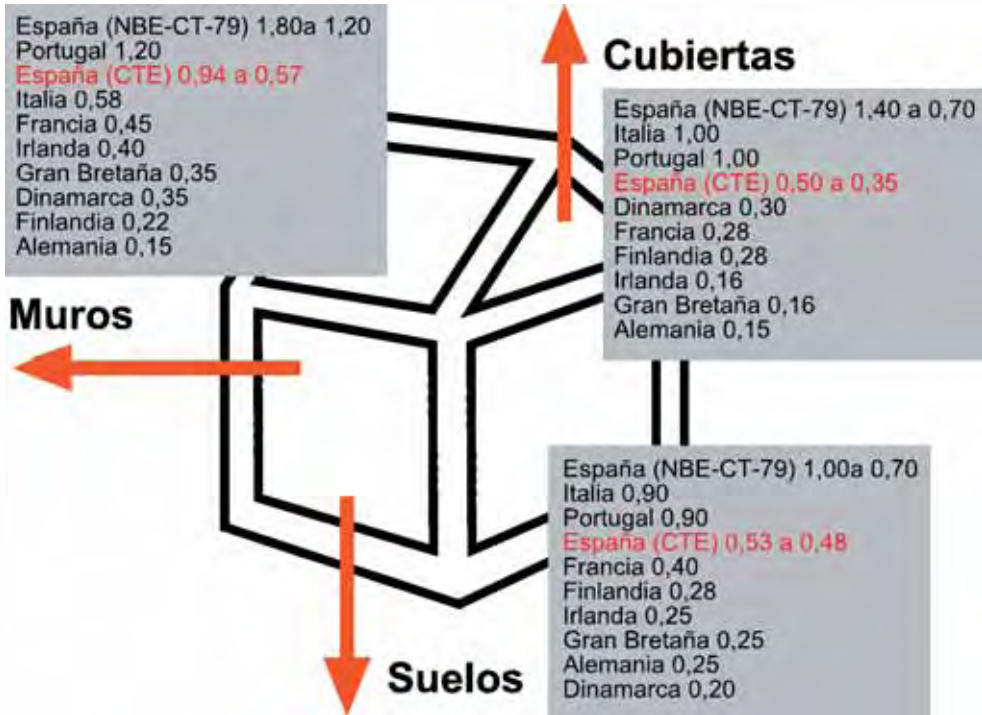 España (NBE-CT-79) 1,80a 1,20
Portugal 1,20
España (CTE) 0,94 a 0,57
Italia 0,58
Francia 0,45
Irlanda 0,40
Gran Bretaña 0,35
Dinamarca 0,35
Finlandia 0,22
Alemania 0,15
Muros
Cubiertas
España (NBE-CT-79) 1,40 a 0,70
Italia 1,00
Portugal 1,00
España (CTE) 0,50 a 0,35
Dinamarca 0,30
Francia 0,28
Finlandia 0,28
Irlanda 0,16
Gran Bretaña 0,16
Alemania 0,15
España (NBE-CT-79) 1,00a 0,70
Italia 0,90
Portugal 0,90
España (CTE) 0,53 a 0,48
Francia 0,40
Finlandia 0,28
Irlanda 0,25
Gran Bretaña 0,25
Alemania 0,25
Dinamarca 0,20
Suelos